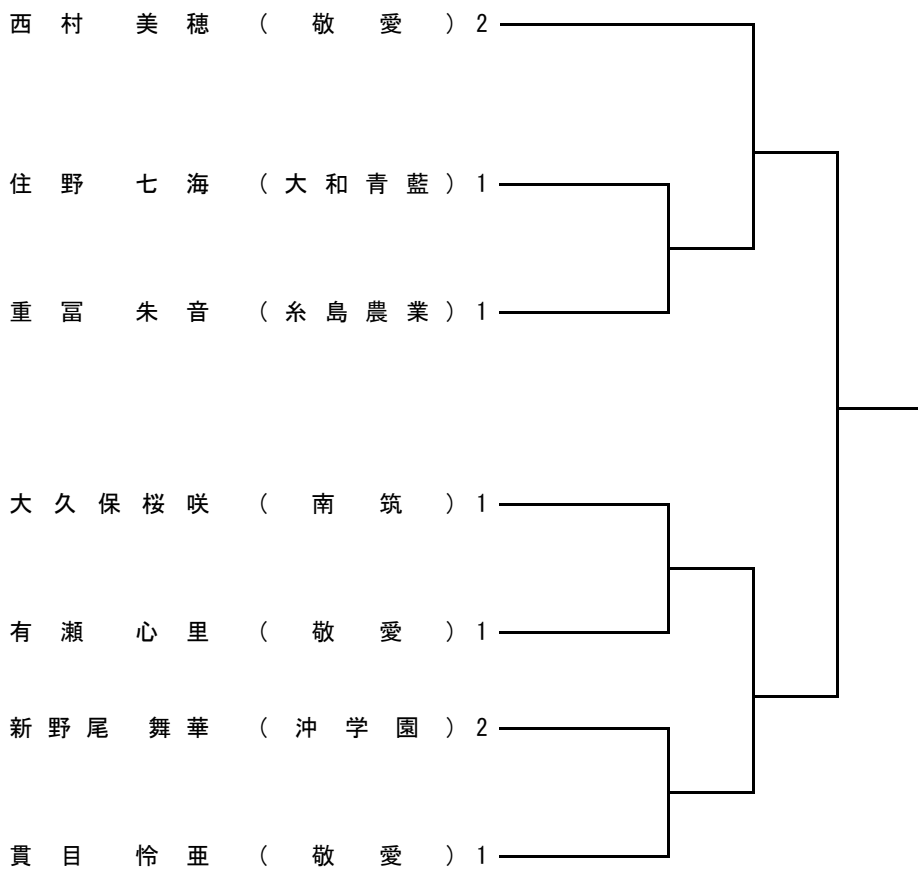 西村 美穂 ( 敬愛 ) 2
住野 七海 ( 大和青藍 ) 1
重冨 朱音 ( 糸島農業 ) 1
大久保桜咲 ( 南筑 ) 1
有瀬 心里 ( 敬愛 ) 1
新野尾 舞華 ( 沖学園 ) 2
貫目 怜亜 ( 敬愛 ) 1